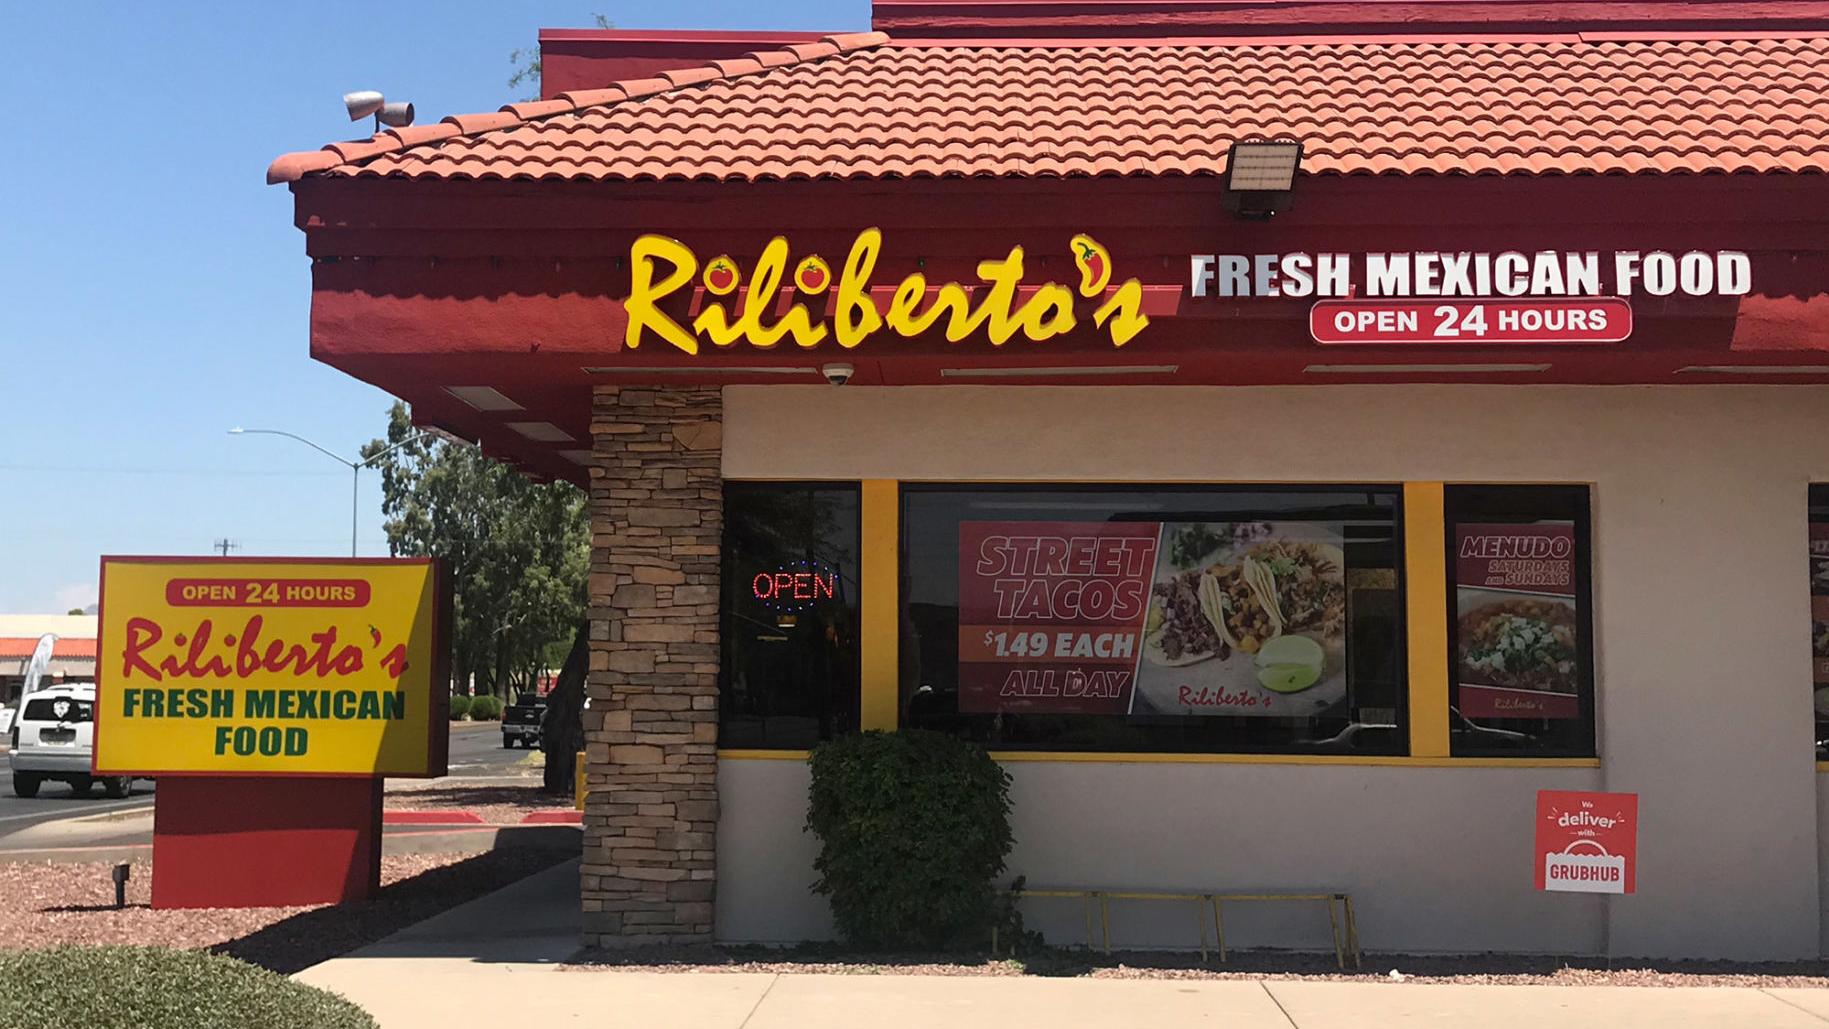 Riliberto's
FRESH MEXICAN FOOD
OPEN 24 HOURS
OPEN 24 HOURS
Riliberto's
FRESH MEXICAN
FOOD
OPEN
STREET
TACOS
$1.49 EACH
ALL DAY
Riliberto's
MENUDO
SATURDAYS
AND SUNDAYS
Riliberto's
We
deliver
with
GRUBHUB